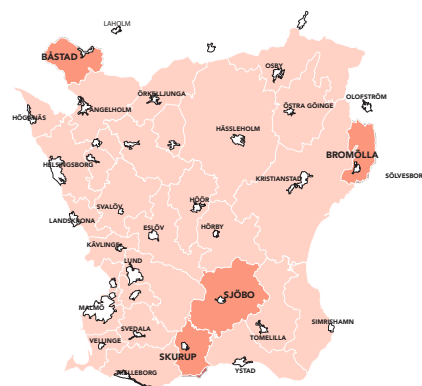 LAHOLM
BÅSTAD
OSBY
ÖRKELLJUNGA
OLOFSTRÖM
ÄNGELHOLM
ÖSTRA GÖINGE
HÖGANÄS
HÄSSLEHOLM
BROMÖLLA
HELSINGBORG
SÖLVESBORG
KRISTIANSTAD
SVALÖV
HÖÖR
LANDSKRONA
ESLÖV
HÖRBY
KÄVLINGE
LUND
SJÖBO
MALMÖ
SIMRISHAMN
SVEDALA
TOMELILLA
VELLINGE
SKURUP
YSTAD
TRELLEBORG